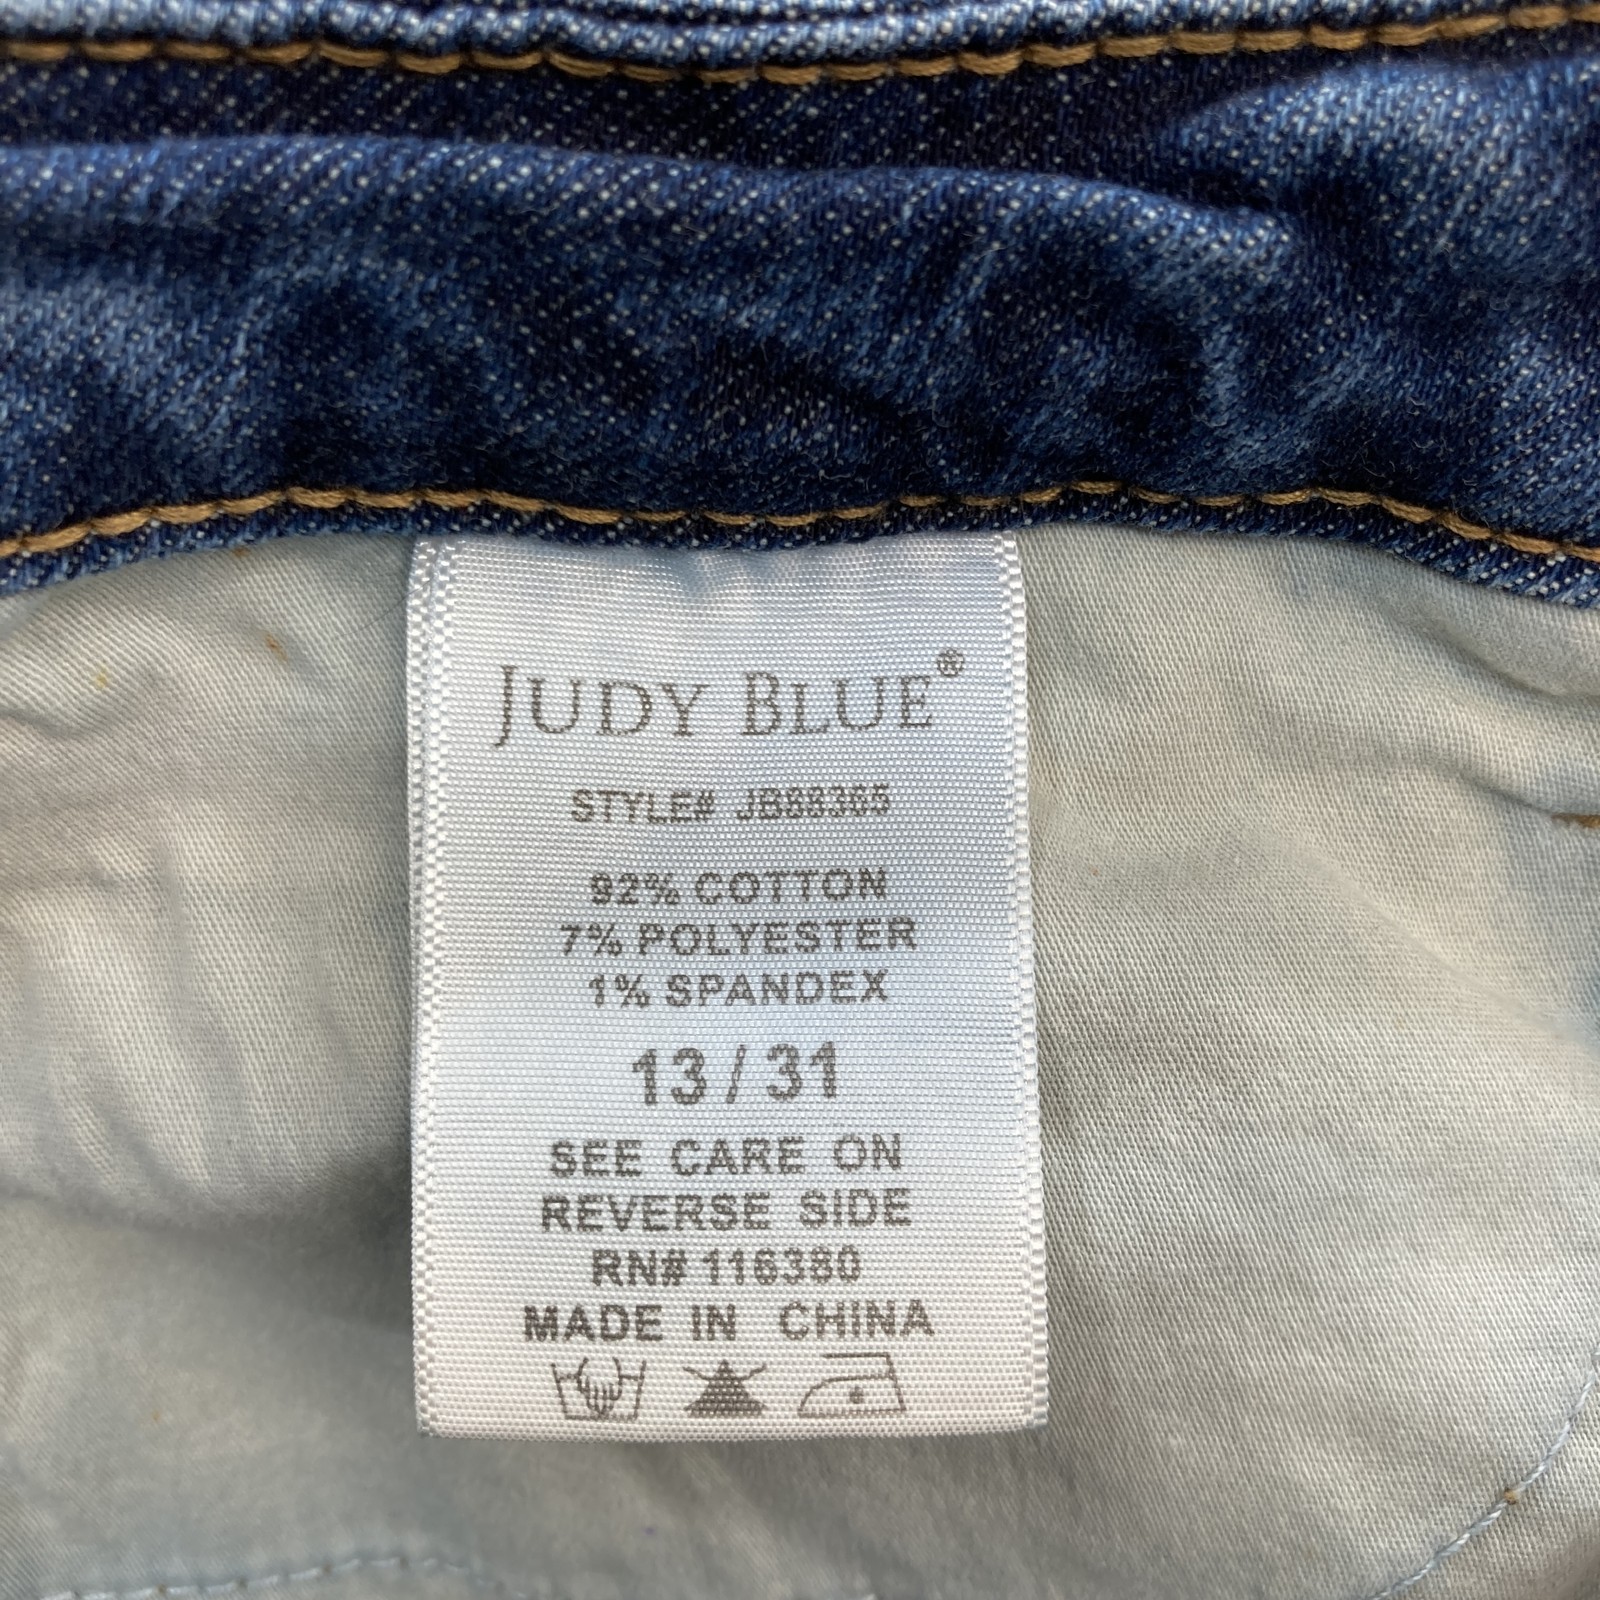 JUDY BLUE®
STYLE# JB88365
92% COTTON
7% POLYESTER
1% SPANDEX
13 / 31
SEE CARE ON
REVERSE SIDE
RN# 116380
MADE IN CHINA